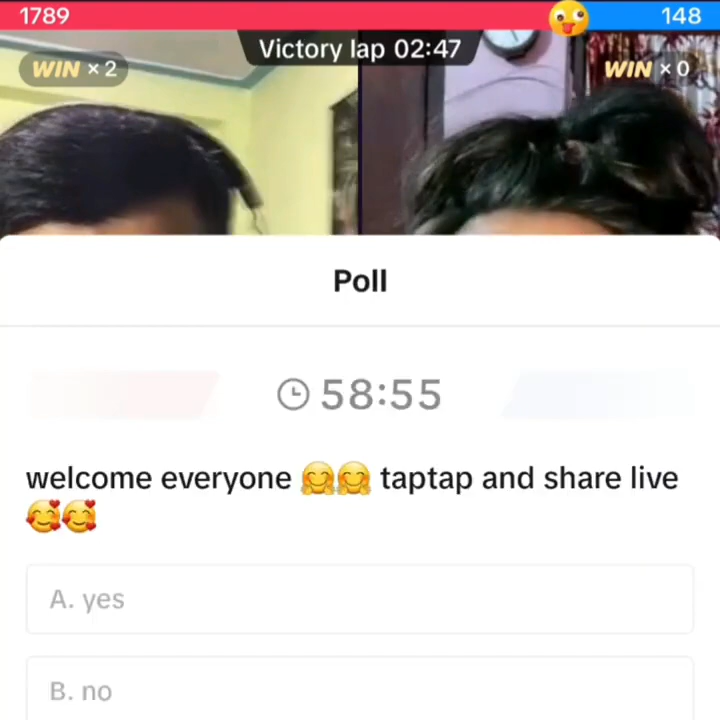 1789
148
Victory lap 02:47
WIN × 2
WIN × 0
Poll
58:55
welcome everyone 🤗🤗 taptap and share live
🥰🥰
A. yes
B. no